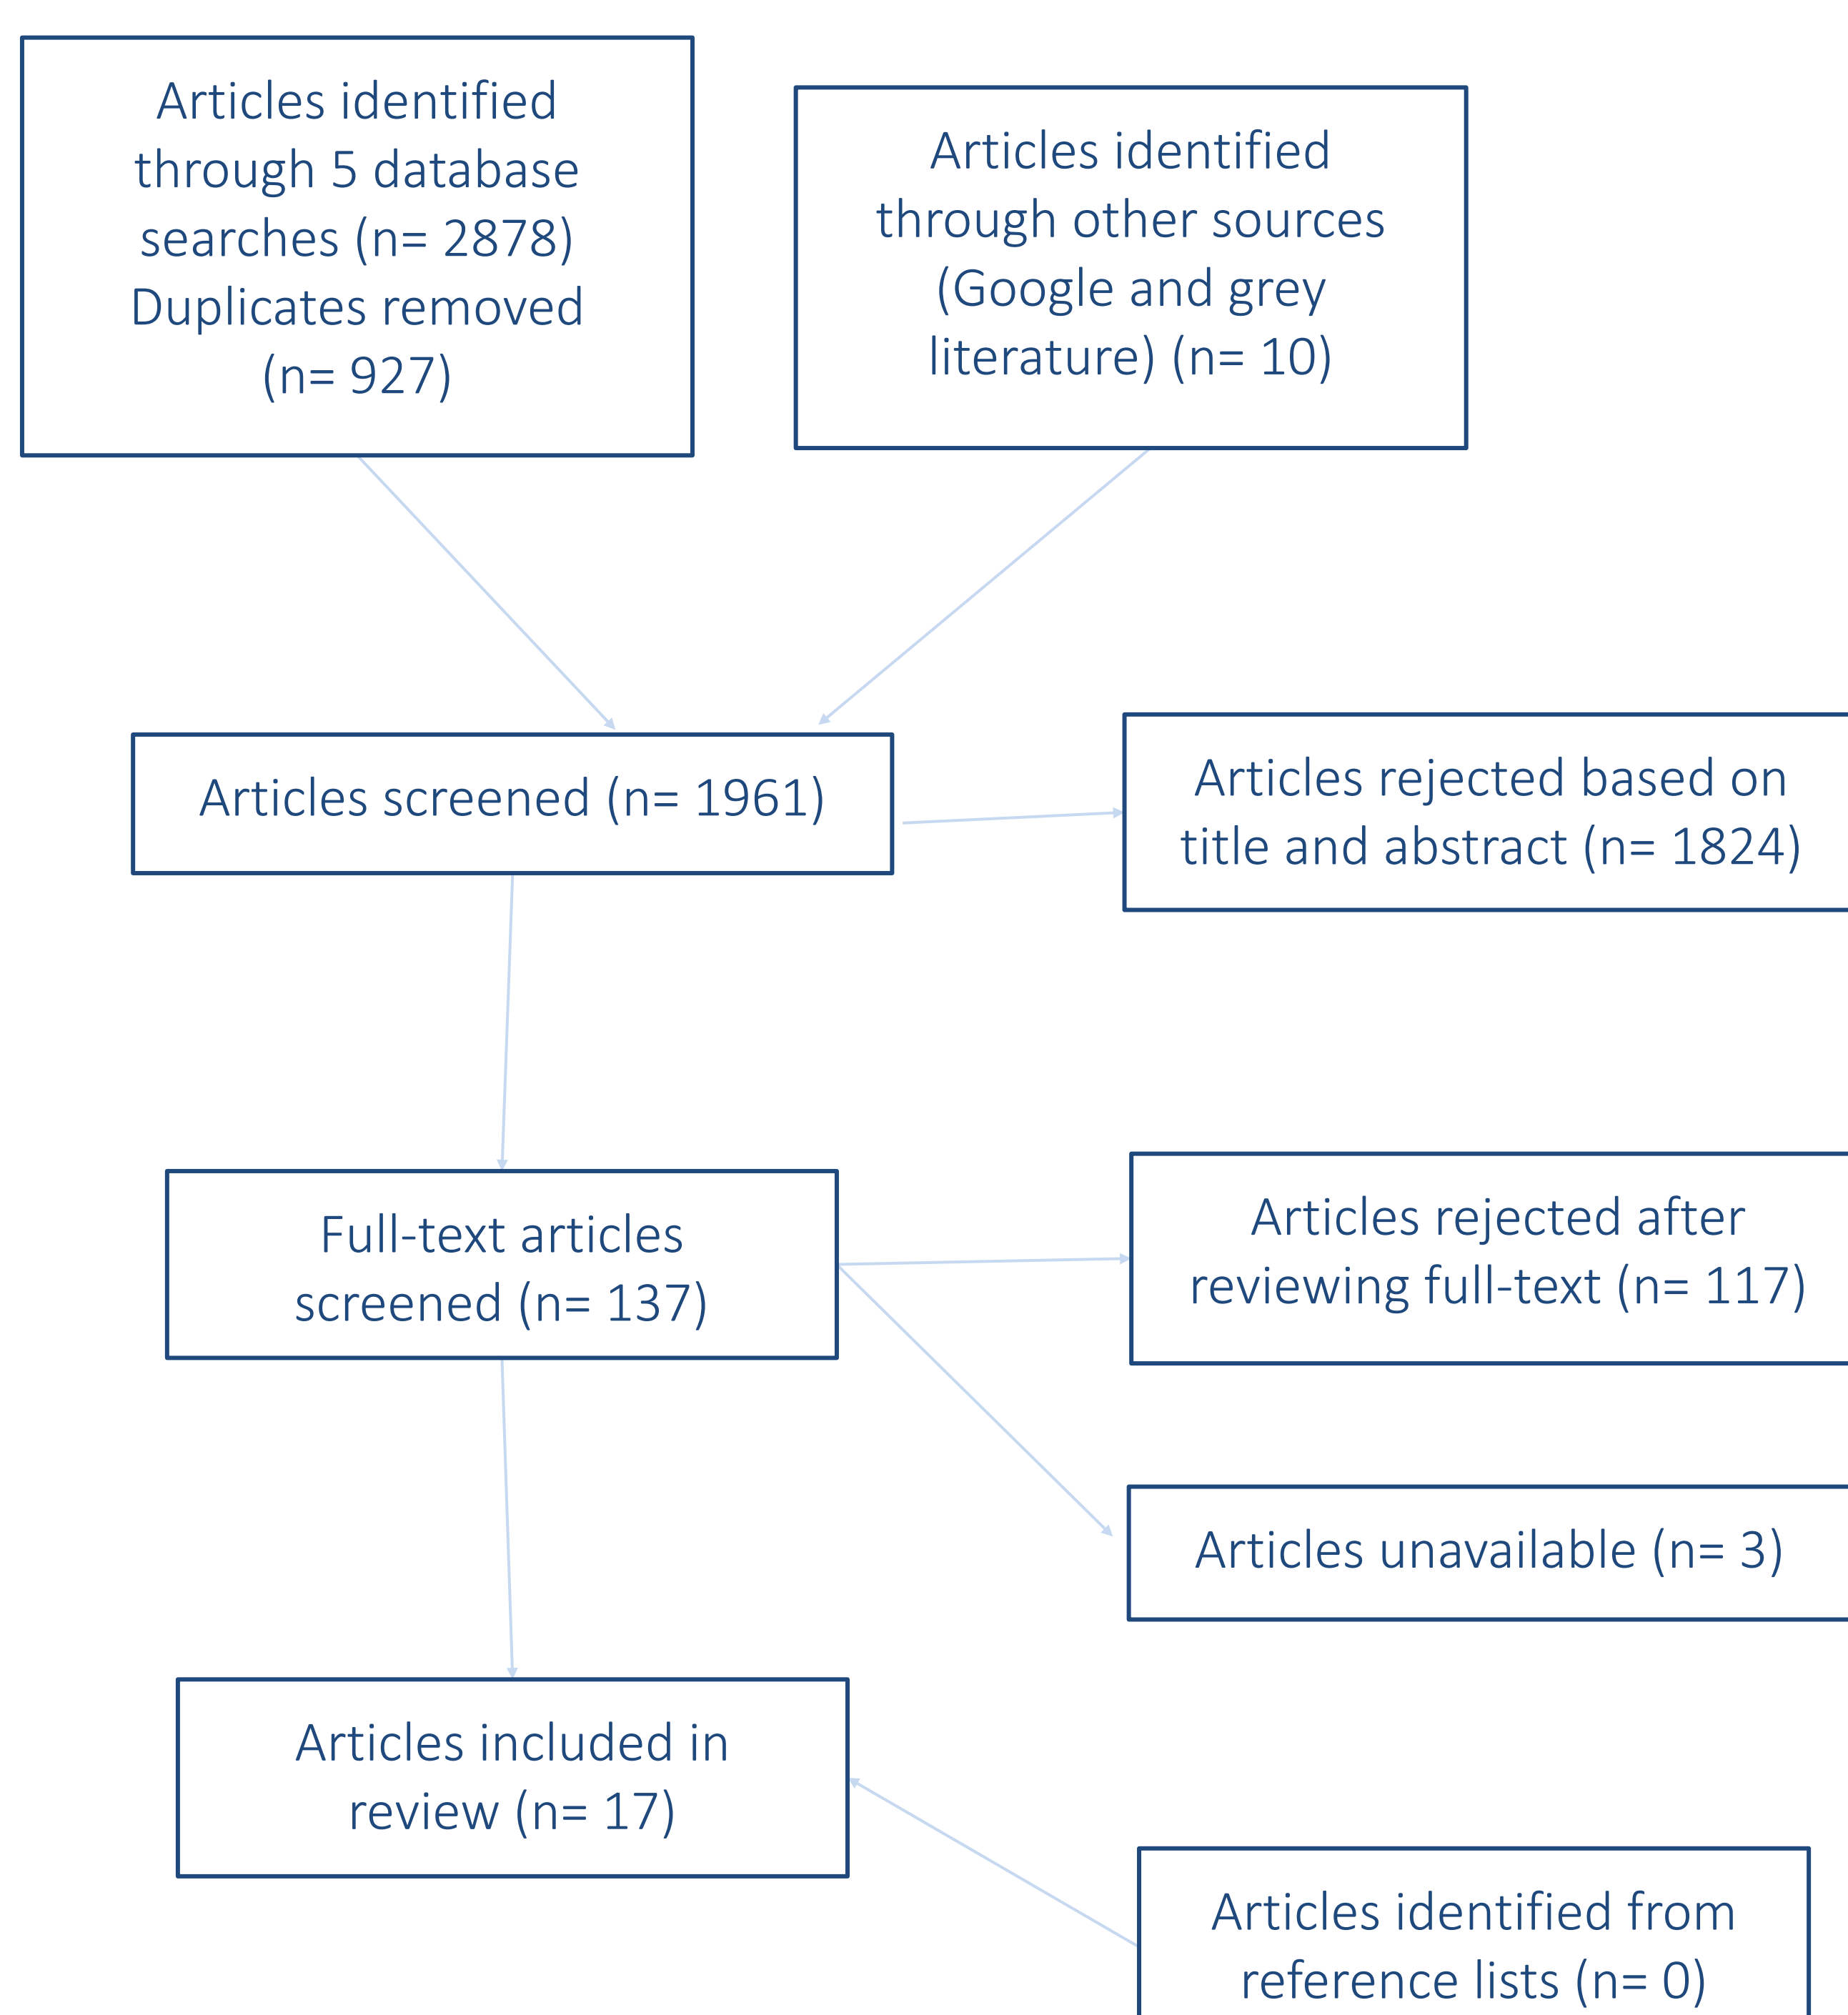 Articles identified
through 5 database
searches (n= 2878)
Duplicates removed
(n= 927)
Articles identified
through other sources
(Google and grey
literature) (n= 10)
Articles screened (n= 1961)
Articles rejected based on
title and abstract (n= 1824)
Full-text articles
screened (n= 137)
Articles rejected after
reviewing full-text (n= 117)
Articles unavailable (n= 3)
Articles included in
review (n= 17)
Articles identified from
reference lists (n= 0)